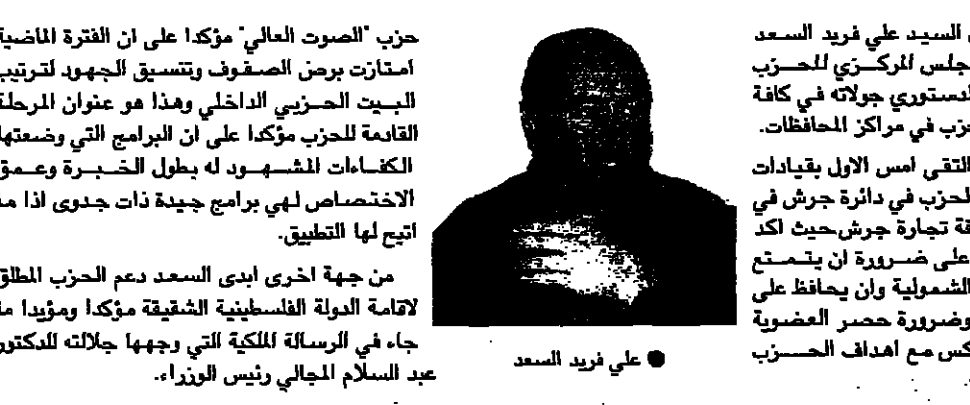 السيد علي فريد السعد
جلس المركزي للحزب
الدستوري جولاته في كافة
زب في مراكز المحافظات.
التقى امس الاول بقيادات
لحزب في دائرة جرش في
فة تجارة جرش حيث اكد
على ضرورة ان يتمتع
الشمولية وان يحافظ على
وضرورة حصر العضوية
كس مع اهداف الحزب
● علي فريد السعد
حزب "الصوت العالي" مؤكدا على ان الفترة الماضية
امتازت برص الصفوف وتنسيق الجهود لترتيب
البيت الحزبي الداخلي وهذا هو عنوان المرحلة
القادمة للحزب مؤكدا على ان البرامج التي وضعتها
الكفاءات المشهود له بطول الخبرة وعمق
الاختصاص لهي برامج جيدة ذات جدوى اذا م
اتيح لها التطبيق.
من جهة اخرى ابدى السعد دعم الحزب المطلق
لاقامة الدولة الفلسطينية الشقيقة مؤكدا ومؤيدا م
جاء في الرسالة الملكية التي وجهها جلالته للدكتور
عبد السلام المجالي رئيس الوزراء.